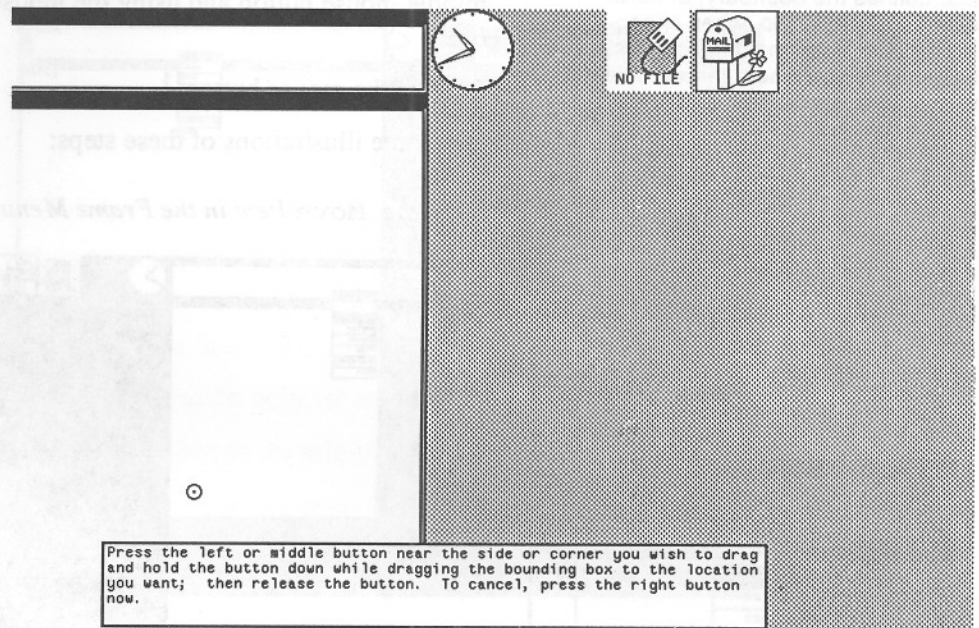 MAIL
NO FILE
Press the left or middle button near the side or corner you wish to drag
and hold the button down while dragging the bounding box to the location
you want;  then release the button.  To cancel, press the right button
now.